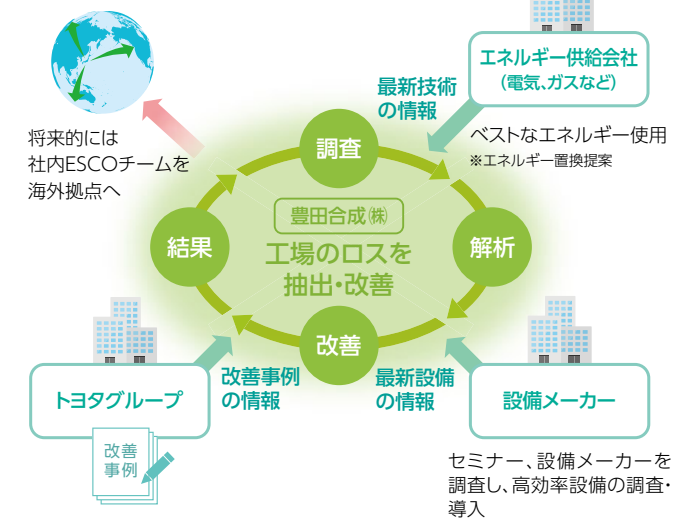 エネルギー供給会社
(電気、ガスなど)
最新技術
の情報
ベストなエネルギー使用
※エネルギー置換提案
将来的には
社内ESCOチームを
海外拠点へ
調査
豊田合成㈱
工場のロスを
抽出・改善
結果
解析
改善
改善事例
の情報
最新設備
の情報
トヨタグループ
設備メーカー
改善
事例
セミナー、設備メーカーを
調査し、高効率設備の調査・
導入